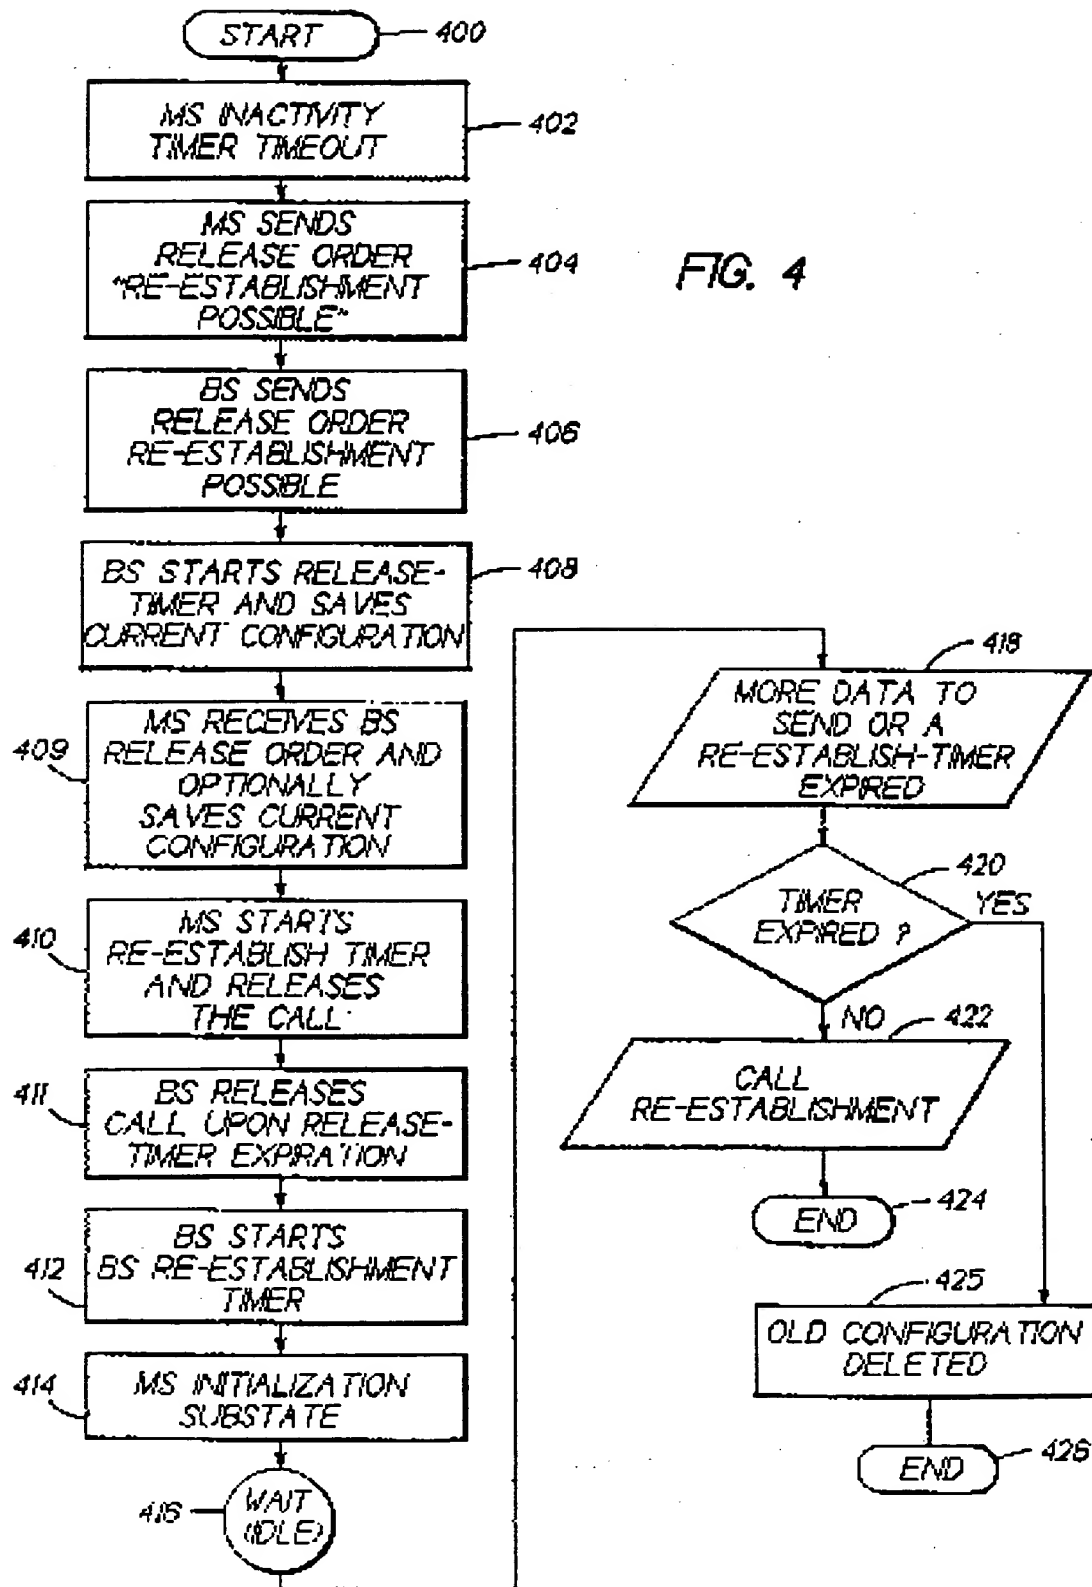 START
400
MS INACTIVITY
TIMER TIMEOUT
402
MS SENDS
RELEASE ORDER
"RE-ESTABLISHMENT
POSSIBLE"
404
FIG. 4
BS SENDS
RELEASE ORDER
RE-ESTABLISHMENT
POSSIBLE
406
BS STARTS RELEASE-
TIMER AND SAVES
CURRENT CONFIGURATION
408
409
MS RECEIVES BS
RELEASE ORDER AND
OPTIONALLY
SAVES CURRENT
CONFIGURATION
410
MS STARTS
RE-ESTABLISH TIMER
AND RELEASES
THE CALL
411
BS RELEASES
CALL UPON RELEASE-
TIMER EXPIRATION
412
BS STARTS
BS RE-ESTABLISHMENT
TIMER
414
MS INITIALIZATION
SUBSTATE
416
WAIT
(IDLE)
418
MORE DATA TO
SEND OR A
RE-ESTABLISH-TIMER
EXPIRED
420
TIMER
EXPIRED ?
YES
NO
422
CALL
RE-ESTABLISHMENT
END
424
425
OLD CONFIGURATION
DELETED
END
426